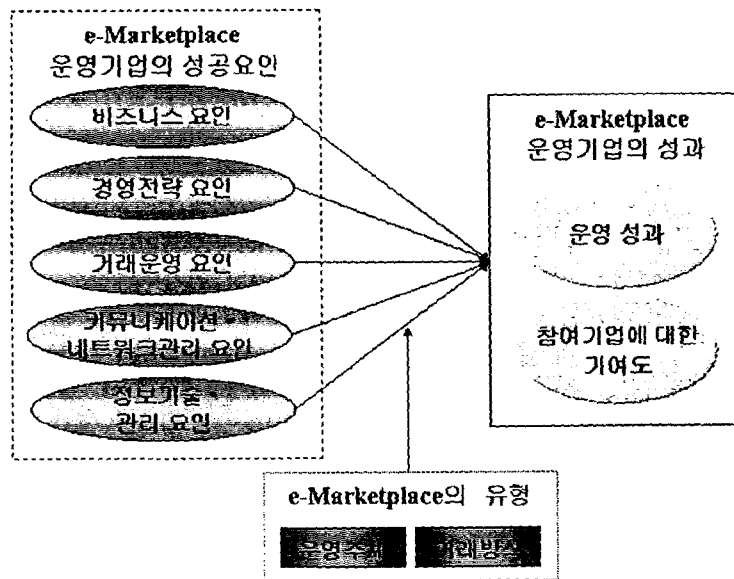 e-Marketplace
운영기업의 성공요인
비즈니스 요인
경영전략 요인
거래운영 요인
커뮤니케이션 •
네트워크관리 요인
정보기술
관리 요인
e-Marketplace
운영기업의 성과
운영 성과
참여기업에 대한
기여도
e-Marketplace의 유형
운영주체
거래방식